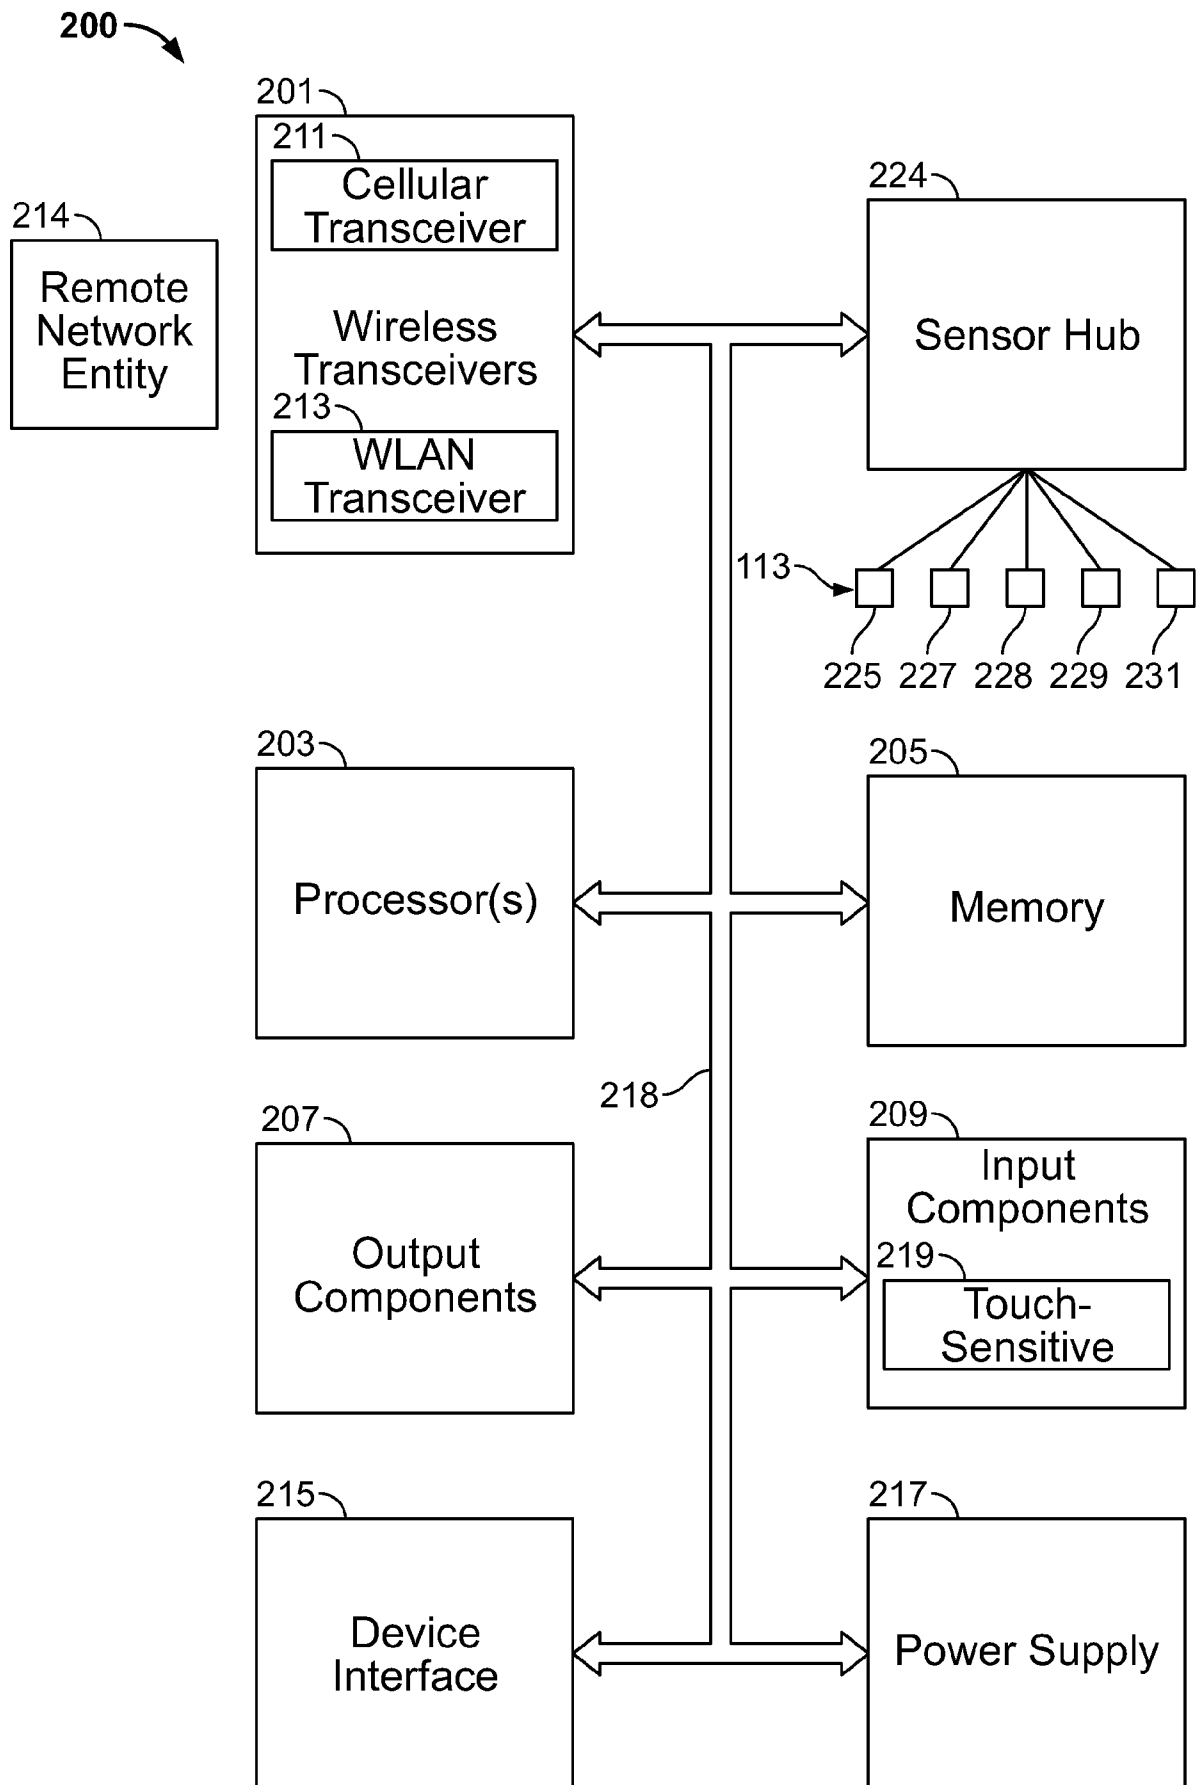 200
201
211
Cellular
Transceiver
Wireless
Transceivers
213
WLAN
Transceiver
214
Remote
Network
Entity
224
Sensor Hub
113
225
227
228
229
231
203
Processor(s)
205
Memory
218
207
Output
Components
209
Input
Components
219
Touch-
Sensitive
215
Device
Interface
217
Power Supply